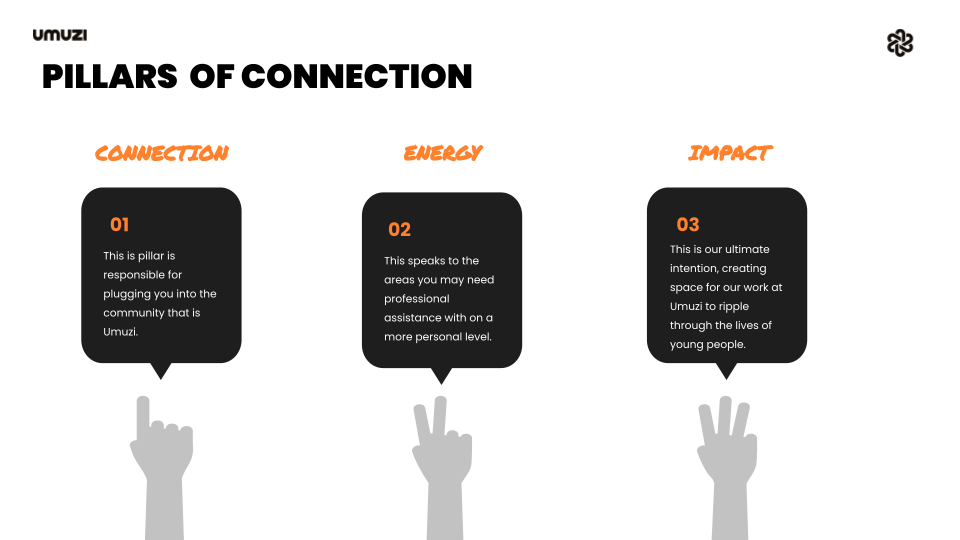 UMUZI
PILLARS OF CONNECTION
CONNECTION
01
This is pillar is
responsible for
plugging you into the
community that is
Umuzi.
ENERGY
02
This speaks to the
areas you may need
professional
assistance with on a
more personal level.
IMPACT
03
This is our ultimate
intention, creating
space for our work at
Umuzi to ripple
through the lives of
young people.